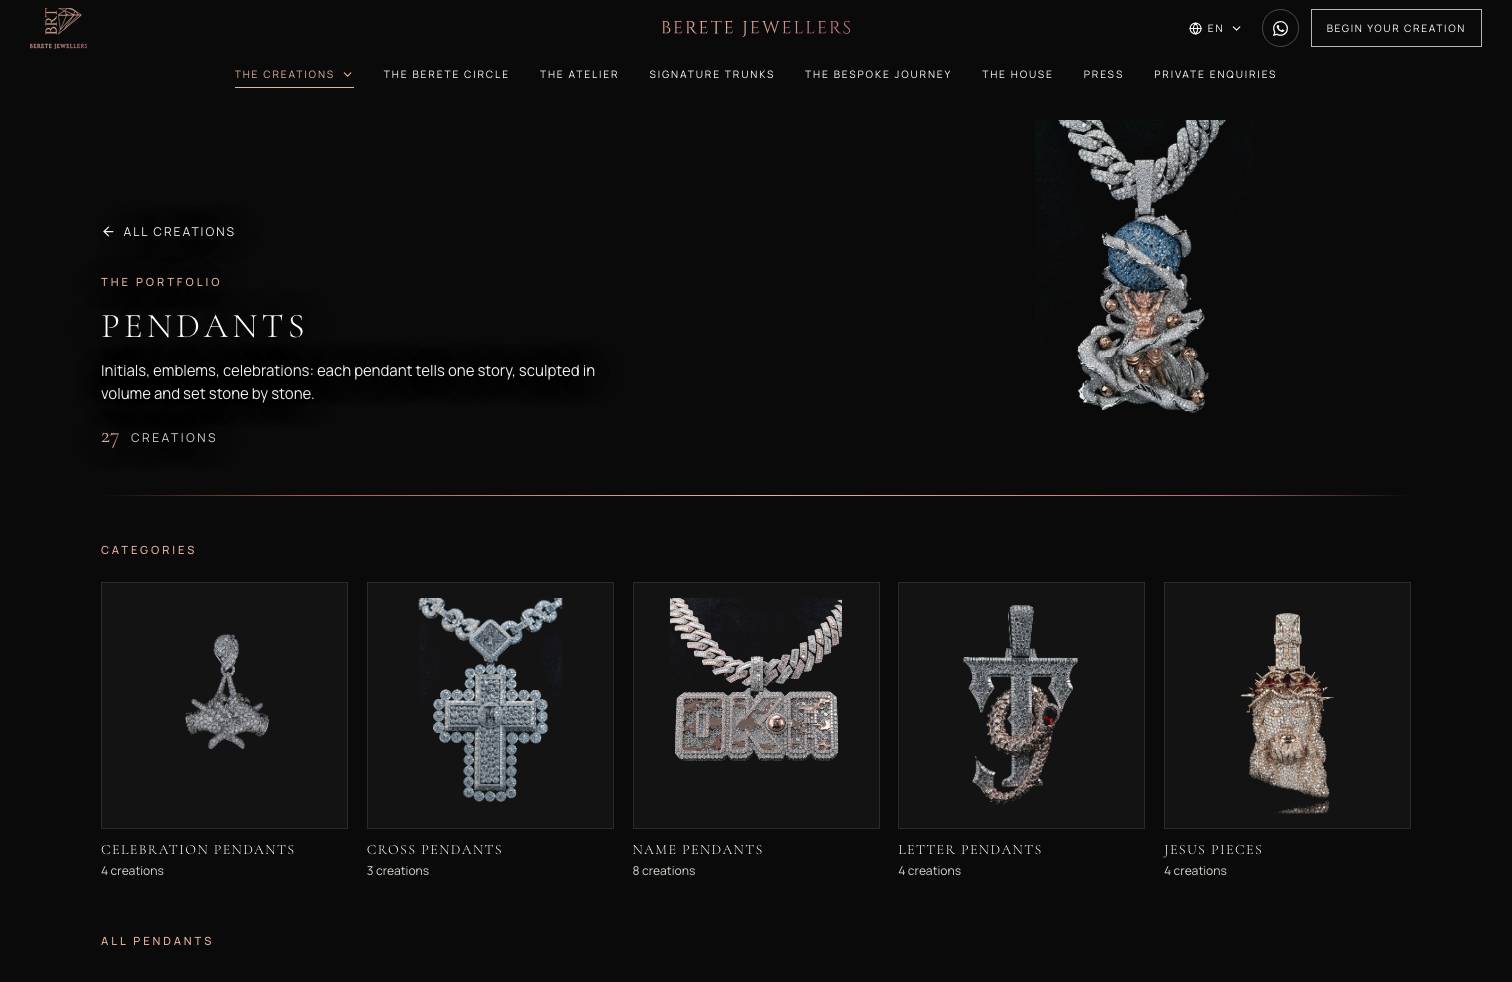 BRT
BERETE JEWELLERS
BERETE JEWELLERS
EN
BEGIN YOUR CREATION
THE CREATIONS
THE BERETE CIRCLE
THE ATELIER
SIGNATURE TRUNKS
THE BESPOKE JOURNEY
THE HOUSE
PRESS
PRIVATE ENQUIRIES
ALL CREATIONS
THE PORTFOLIO
PENDANTS
Initials, emblems, celebrations: each pendant tells one story, sculpted in
volume and set stone by stone.
27 CREATIONS
CATEGORIES
CELEBRATION PENDANTS
4 creations
CROSS PENDANTS
3 creations
NAME PENDANTS
8 creations
LETTER PENDANTS
4 creations
JESUS PIECES
4 creations
ALL PENDANTS